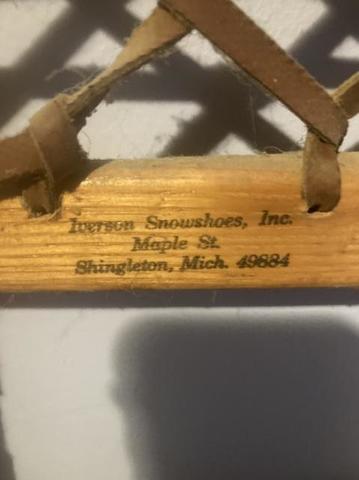 Iverson Snowshoes, Inc.
Maple St.
Shingleton, Mich. 49884